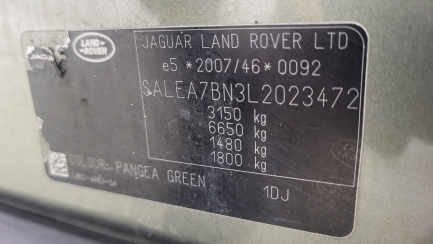 LAND
ROVER
JAGUAR LAND ROVER LTD
e5 *2007/46*0092
SALEA7BN3L2023472
3150 kg
6650 kg
1480 kg
1800 kg
COLOUR: PANGEA GREEN
1DJ